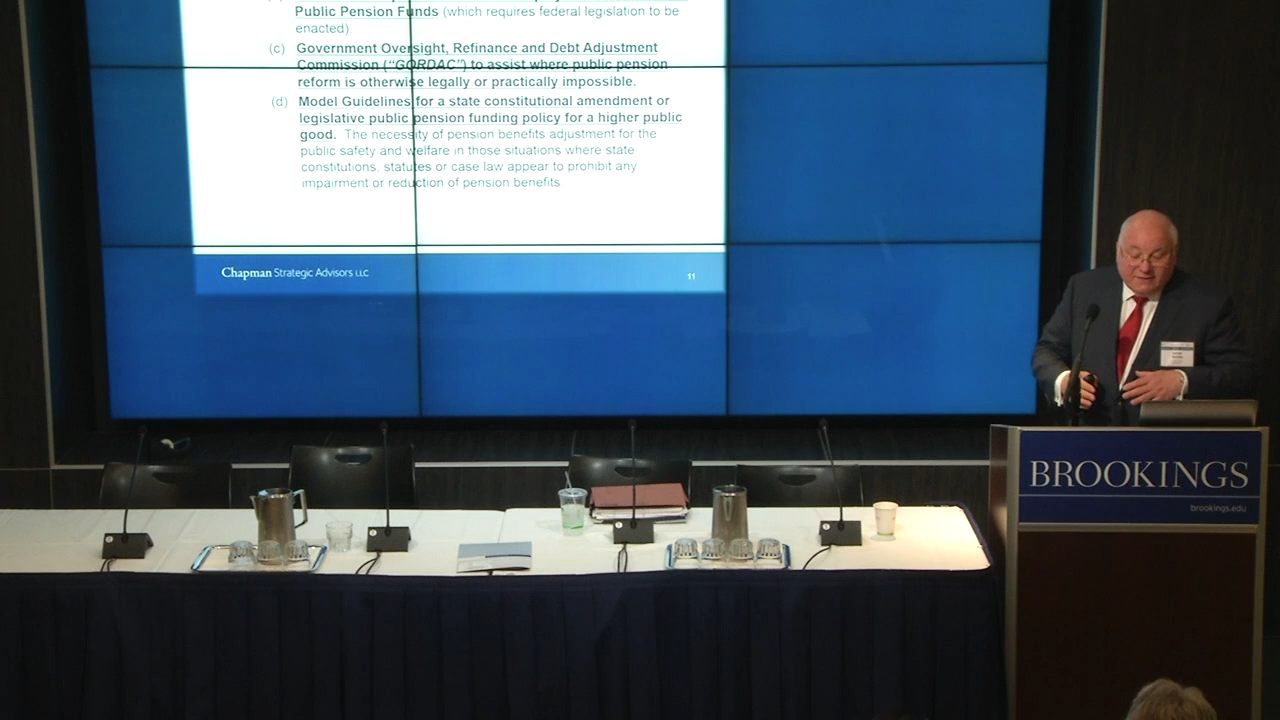 Public Pension Funds (which requires federal legislation to be
enacted).
(c) Government Oversight, Refinance and Debt Adjustment
Commission (“GORDAC”) to assist where public pension
reform is otherwise legally or practically impossible.
(d) Model Guidelines for a state constitutional amendment or
legislative public pension funding policy for a higher public
good. The necessity of pension benefits adjustment for the
public safety and welfare in those situations where state
constitutions, statutes or case law appear to prohibit any
impairment or reduction of pension benefits.
Chapman Strategic Advisors LLC
11
BROOKINGS
brookings.edu